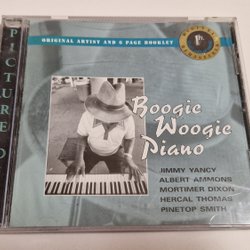 ORIGINAL ARTIST AND 6 PAGE BOOKLET
PICTURED
Boogie
Woogie
Piano
JIMMY YANCY
ALBERT AMMONS
MORTIMER DIXON
HERCAL THOMAS
PINETOP SMITH